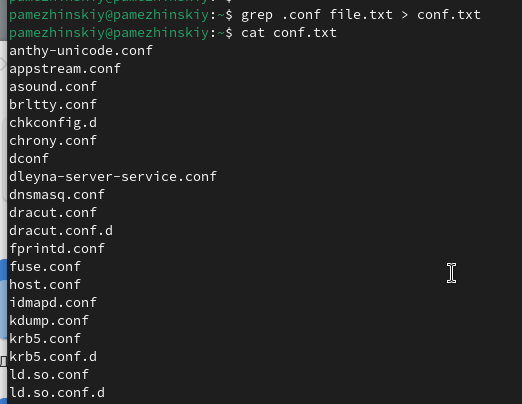 pamezhinskiy@pamezhinskiy:~$ grep .conf file.txt > conf.txt
pamezhinskiy@pamezhinskiy:~$ cat conf.txt
anthy-unicode.conf
appstream.conf
asound.conf
brltty.conf
chkconfig.d
chrony.conf
dconf
dleyna-server-service.conf
dnsmasq.conf
dracut.conf
dracut.conf.d
fprintd.conf
fuse.conf
host.conf
idmapd.conf
kdump.conf
krb5.conf
krb5.conf.d
ld.so.conf
ld.so.conf.d